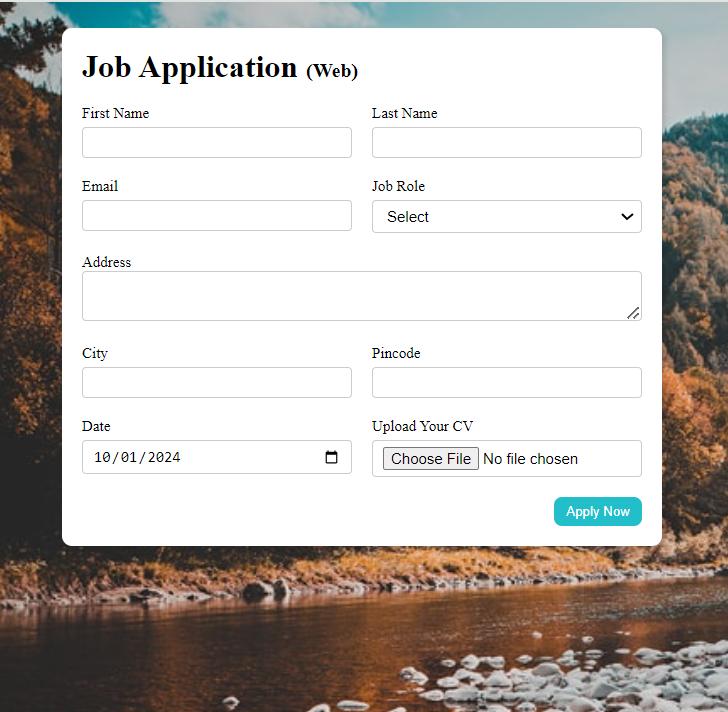 Job Application (Web)
First Name Last Name
Email Job Role
Select
Address
City Pincode
Date Upload Your CV
10/01/2024 Choose File No file chosen
Apply Now